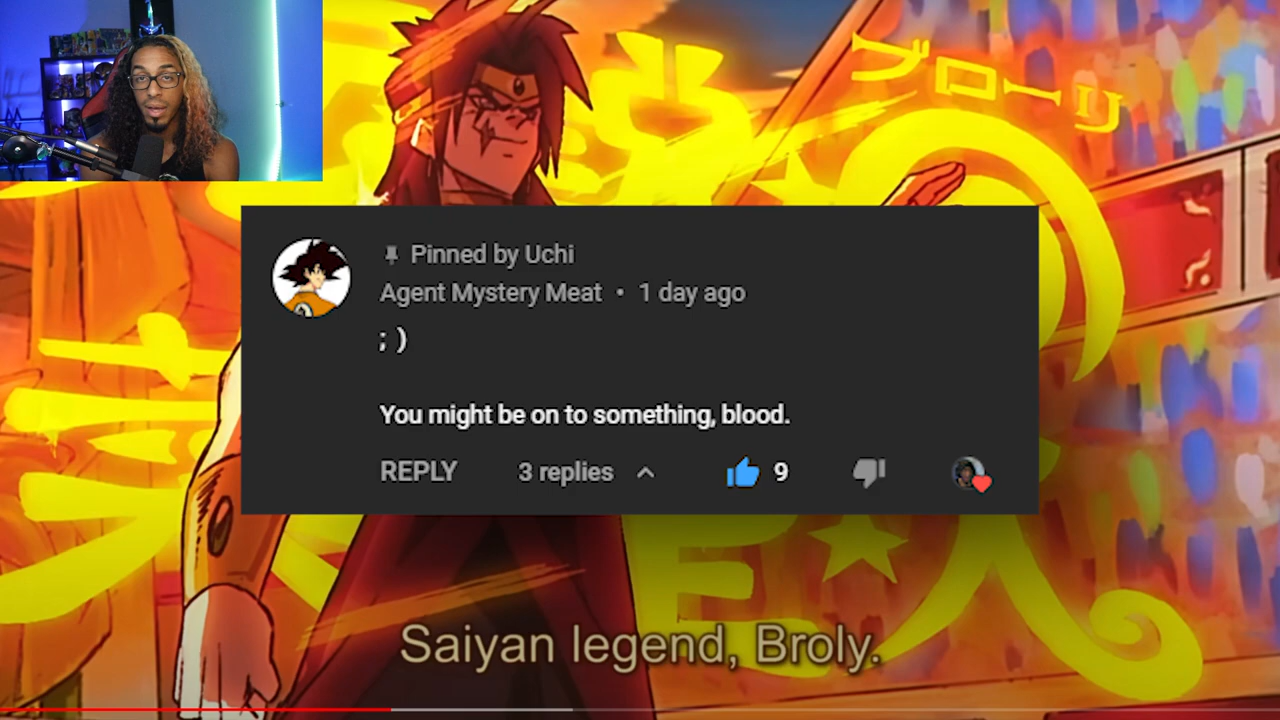 ブローリ
Pinned by Uchi
Agent Mystery Meat • 1 day ago
; )
You might be on to something, blood.
REPLY 3 replies 9
Saiyan legend, Broly.